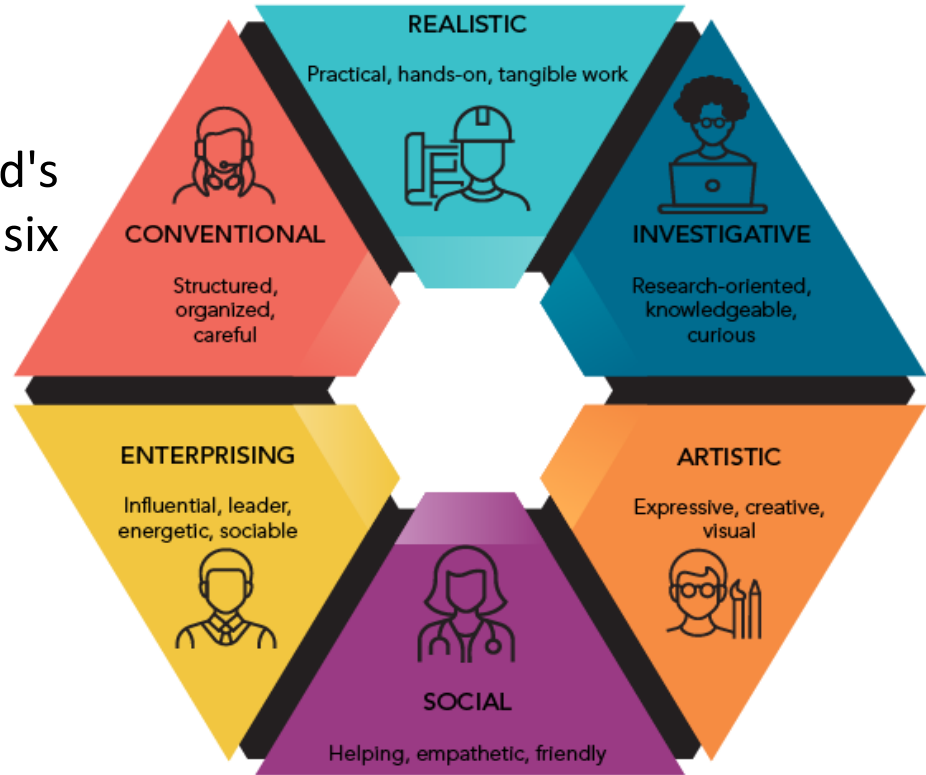 d's
six
REALISTIC
Practical, hands-on, tangible work
CONVENTIONAL
Structured,
organized,
careful
INVESTIGATIVE
Research-oriented,
knowledgeable,
curious
ENTERPRISING
Influential, leader,
energetic, sociable
ARTISTIC
Expressive, creative,
visual
SOCIAL
Helping, empathetic, friendly